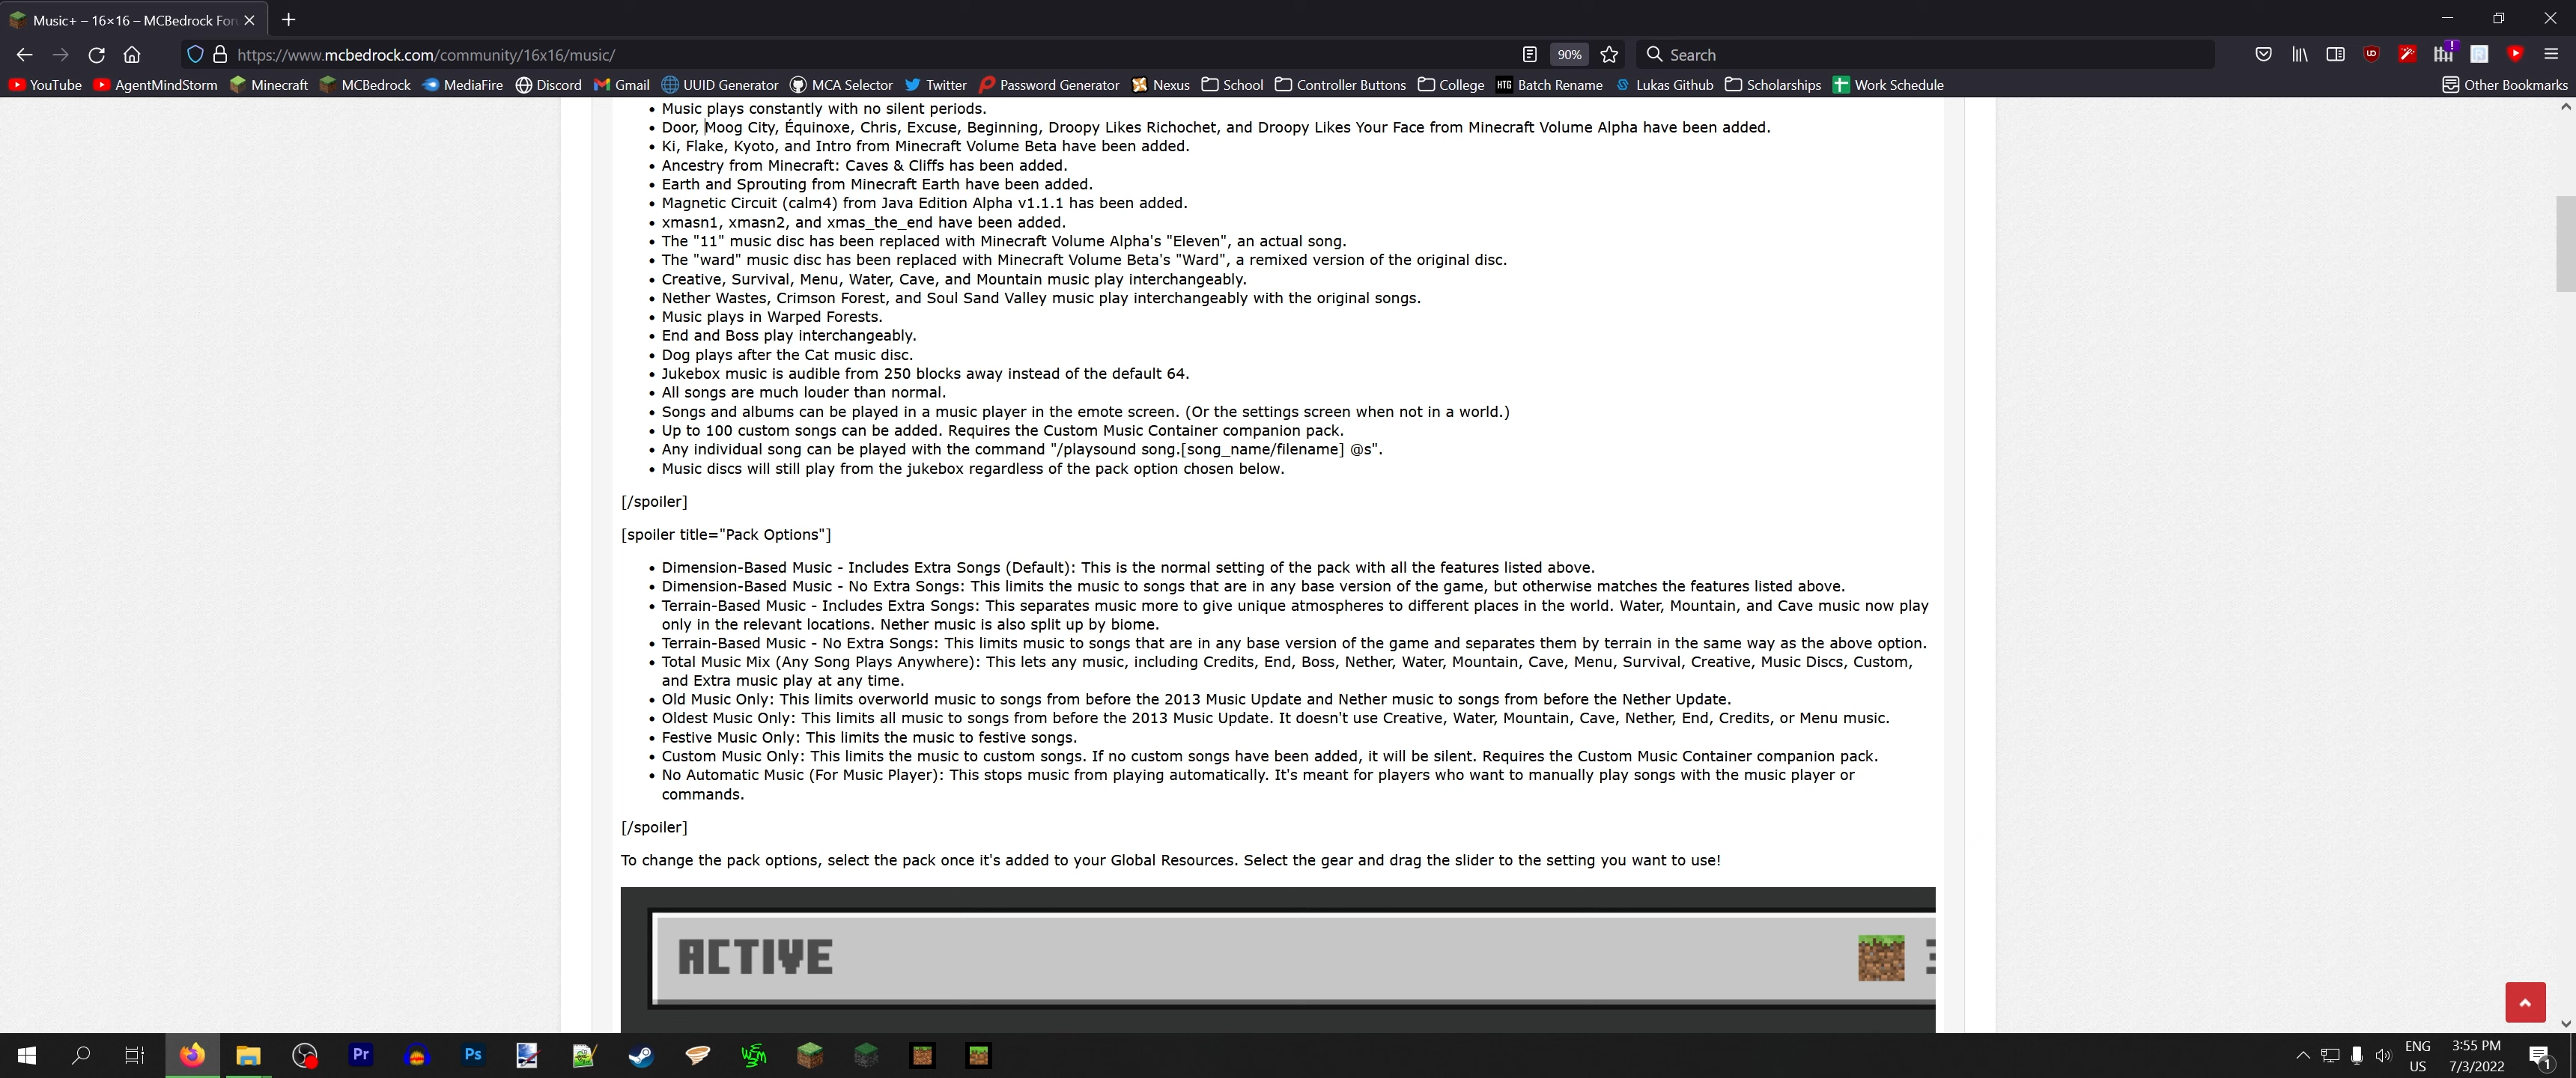 Music+ – 16×16 – MCBedrock For
https://www.mcbedrock.com/community/16x16/music/
90%
Search
YouTube
AgentMindStorm
Minecraft
MCBedrock
MediaFire
Discord
Gmail
UUID Generator
MCA Selector
Twitter
Password Generator
Nexus
School
Controller Buttons
College
HTG Batch Rename
Lukas Github
Scholarships
Work Schedule
Other Bookmarks
• Music plays constantly with no silent periods.
• Door, Moog City, Équinoxe, Chris, Excuse, Beginning, Droopy Likes Richochet, and Droopy Likes Your Face from Minecraft Volume Alpha have been added.
• Ki, Flake, Kyoto, and Intro from Minecraft Volume Beta have been added.
• Ancestry from Minecraft: Caves & Cliffs has been added.
• Earth and Sprouting from Minecraft Earth have been added.
• Magnetic Circuit (calm4) from Java Edition Alpha v1.1.1 has been added.
• xmasn1, xmasn2, and xmas_the_end have been added.
• The "11" music disc has been replaced with Minecraft Volume Alpha's "Eleven", an actual song.
• The "ward" music disc has been replaced with Minecraft Volume Beta's "Ward", a remixed version of the original disc.
• Creative, Survival, Menu, Water, Cave, and Mountain music play interchangeably.
• Nether Wastes, Crimson Forest, and Soul Sand Valley music play interchangeably with the original songs.
• Music plays in Warped Forests.
• End and Boss play interchangeably.
• Dog plays after the Cat music disc.
• Jukebox music is audible from 250 blocks away instead of the default 64.
• All songs are much louder than normal.
• Songs and albums can be played in a music player in the emote screen. (Or the settings screen when not in a world.)
• Up to 100 custom songs can be added. Requires the Custom Music Container companion pack.
• Any individual song can be played with the command "/playsound song.[song_name/filename] @s".
• Music discs will still play from the jukebox regardless of the pack option chosen below.
[/spoiler]
[spoiler title="Pack Options"]
• Dimension-Based Music - Includes Extra Songs (Default): This is the normal setting of the pack with all the features listed above.
• Dimension-Based Music - No Extra Songs: This limits the music to songs that are in any base version of the game, but otherwise matches the features listed above.
• Terrain-Based Music - Includes Extra Songs: This separates music more to give unique atmospheres to different places in the world. Water, Mountain, and Cave music now play
only in the relevant locations. Nether music is also split up by biome.
• Terrain-Based Music - No Extra Songs: This limits music to songs that are in any base version of the game and separates them by terrain in the same way as the above option.
• Total Music Mix (Any Song Plays Anywhere): This lets any music, including Credits, End, Boss, Nether, Water, Mountain, Cave, Menu, Survival, Creative, Music Discs, Custom,
and Extra music play at any time.
• Old Music Only: This limits overworld music to songs from before the 2013 Music Update and Nether music to songs from before the Nether Update.
• Oldest Music Only: This limits all music to songs from before the 2013 Music Update. It doesn't use Creative, Water, Mountain, Cave, Nether, End, Credits, or Menu music.
• Festive Music Only: This limits the music to festive songs.
• Custom Music Only: This limits the music to custom songs. If no custom songs have been added, it will be silent. Requires the Custom Music Container companion pack.
• No Automatic Music (For Music Player): This stops music from playing automatically. It's meant for players who want to manually play songs with the music player or
commands.
[/spoiler]
To change the pack options, select the pack once it's added to your Global Resources. Select the gear and drag the slider to the setting you want to use!
ACTIVE
Pr
Ps
ENG
US
3:55 PM
7/3/2022
1